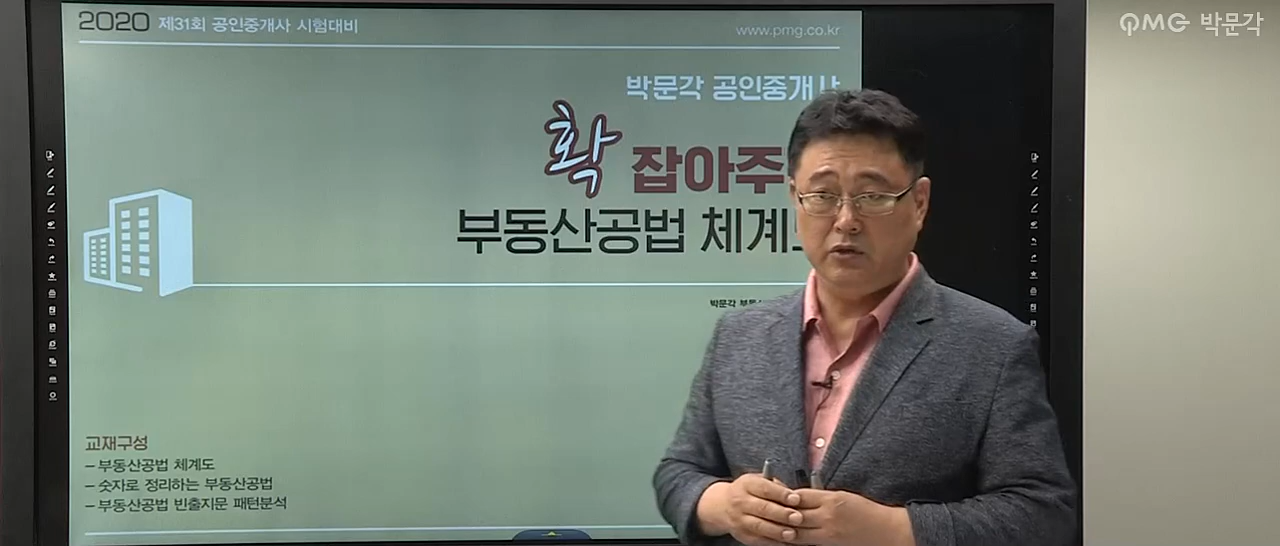 2020 제31회 공인중개사 시험대비
www.pmg.co.kr
PMG 박문각
박문각 공인중개사
확 잡아주
부동산공법 체계도
박문각 부동산
교재구성
- 부동산공법 체계도
- 숫자로 정리하는 부동산공법
- 부동산공법 빈출지문 패턴분석